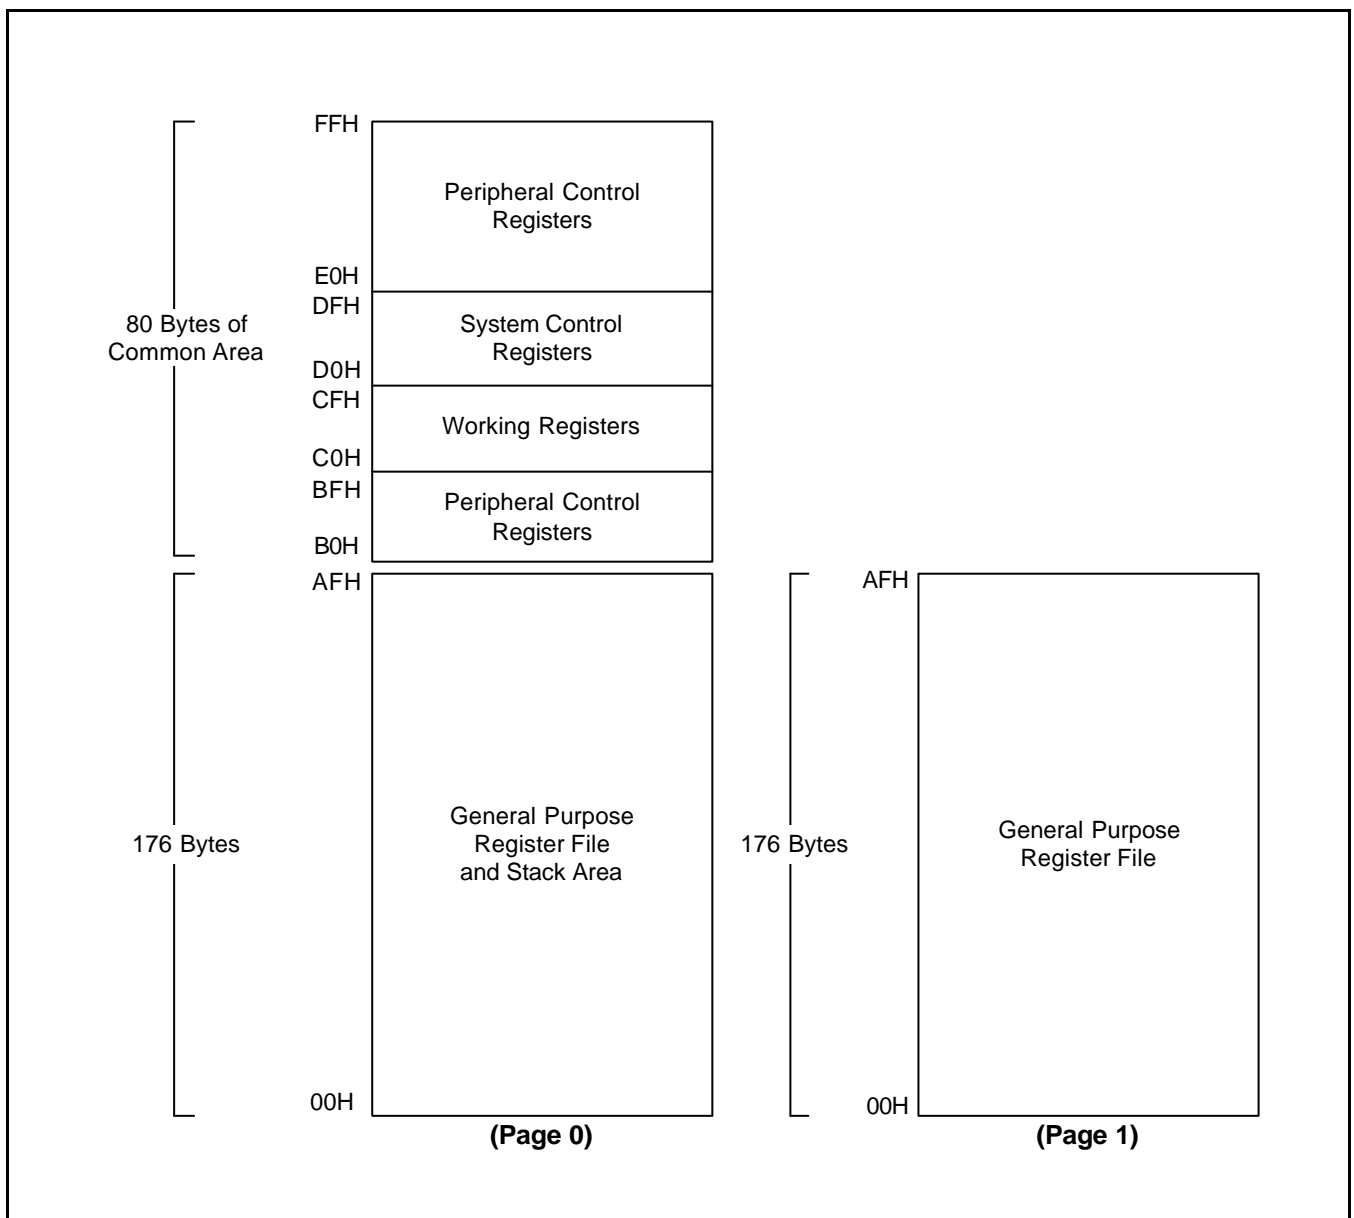 FFH
Peripheral Control
Registers
E0H
DFH
80 Bytes of
Common Area
System Control
Registers
D0H
CFH
Working Registers
C0H
BFH
Peripheral Control
Registers
B0H
AFH
176 Bytes
General Purpose
Register File
and Stack Area
00H
(Page 0)
AFH
176 Bytes
General Purpose
Register File
00H
(Page 1)